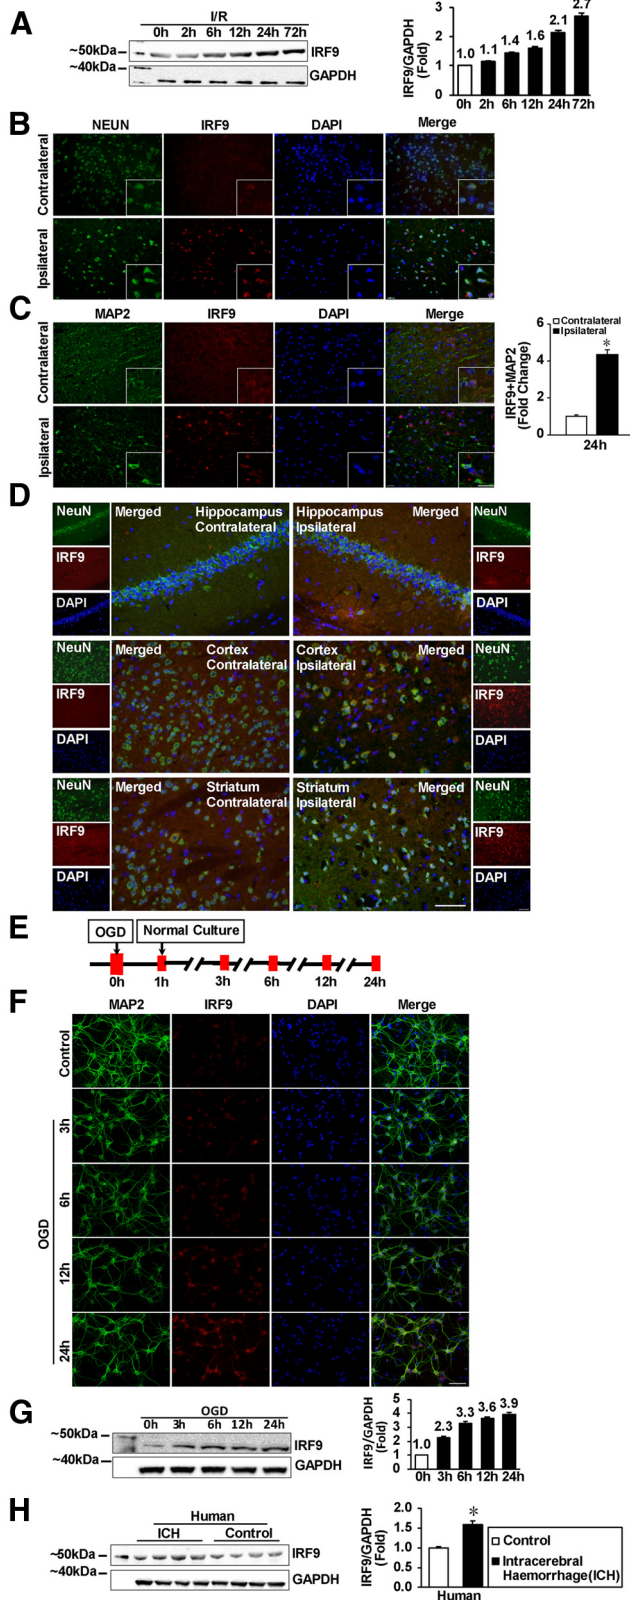 A
I/R
0h 2h 6h 12h 24h 72h
~50kDa
IRF9
~40kDa
GAPDH
IRF9/GAPDH
(Fold)
3
2
1
0
1.0 1.1 1.4 1.6 2.1 2.7
0h 2h 6h 12h 24h 72h
B
NEUN IRF9 DAPI Merge
Contralateral
Ipsilateral
C
MAP2 IRF9 DAPI Merge
Contralateral
Ipsilateral
Contralateral
Ipsilateral
IRF9+MAP2
(Fold Change)
6
4
2
0
*
24h
D
NeuN
IRF9
DAPI
Merged Hippocampus
Contralateral
Hippocampus Merged
Ipsilateral
NeuN
IRF9
DAPI
NeuN
IRF9
DAPI
Merged Cortex
Contralateral
Cortex Merged
Ipsilateral
NeuN
IRF9
DAPI
NeuN
IRF9
DAPI
Merged Striatum
Contralateral
Striatum Merged
Ipsilateral
NeuN
IRF9
DAPI
E
OGD Normal Culture
0h 1h 3h 6h 12h 24h
F
MAP2 IRF9 DAPI Merge
Control
OGD
3h
6h
12h
24h
G
OGD
0h 3h 6h 12h 24h
~50kDa
IRF9
~40kDa
GAPDH
IRF9/GAPDH
(Fold)
5
4
3
2
1
0
1.0 2.3 3.3 3.6 3.9
0h 3h 6h 12h 24h
H
Human
ICH Control
~50kDa
IRF9
~40kDa
GAPDH
IRF9/GAPDH
(Fold)
2.0
1.5
1.0
0.5
0.0
*
Human
Control
Intracerebral
Haemorrhage(ICH)